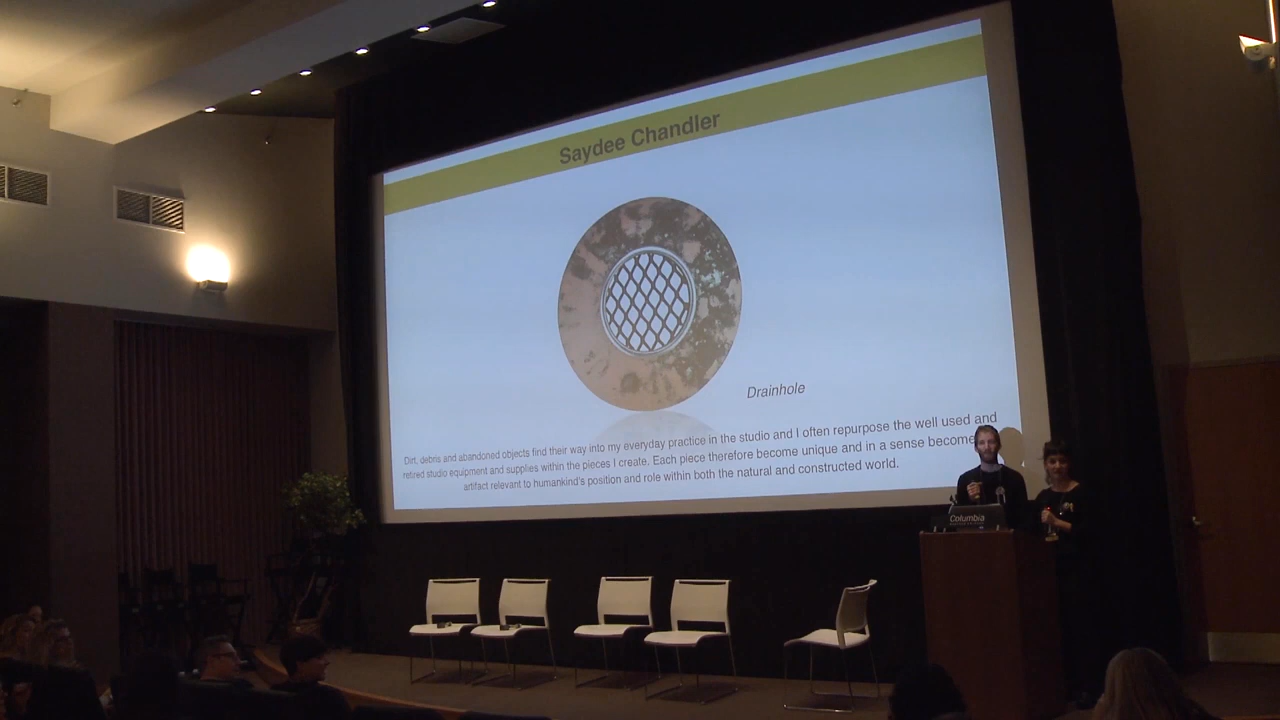 Saydee Chandler
Drainhole
Dirt, debris and abandoned objects find their way into my everyday practice in the studio and I often repurpose the well used and
retired studio equipment and supplies within the pieces I create. Each piece therefore become unique and in a sense become
artifact relevant to humankind's position and role within both the natural and constructed world.
Columbia